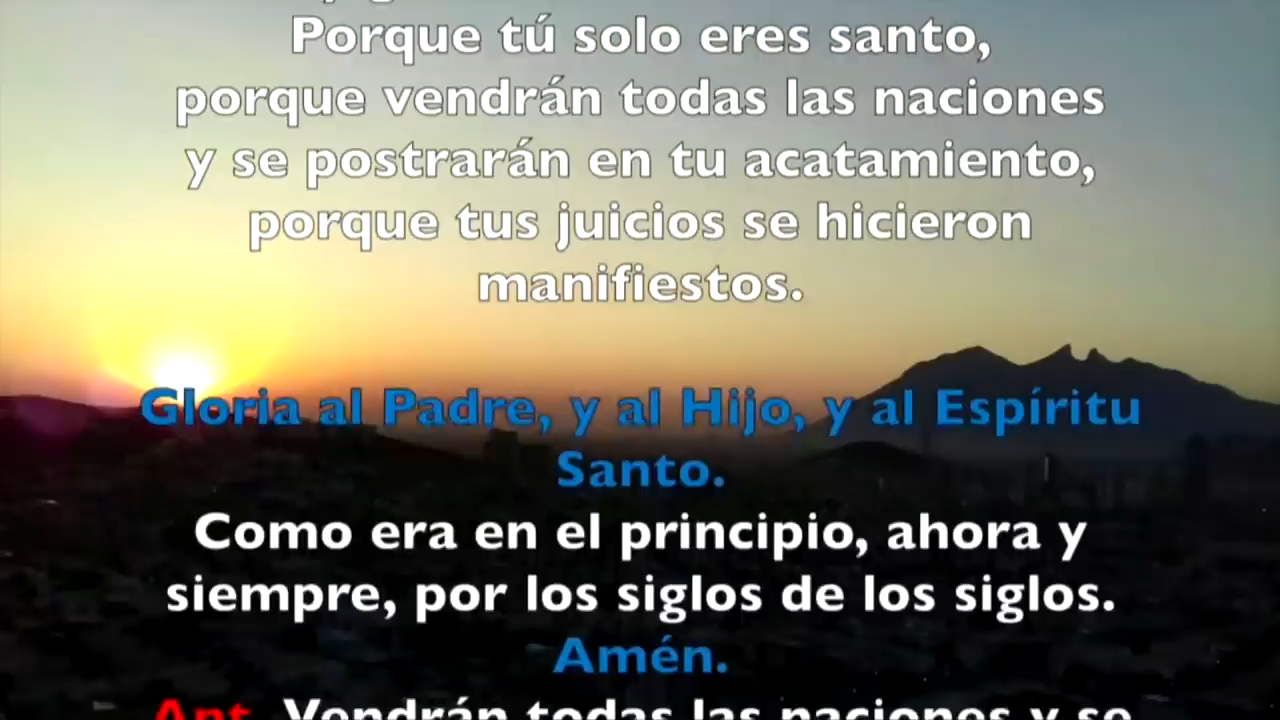 Porque tú solo eres santo,
porque vendrán todas las naciones
y se postrarán en tu acatamiento,
porque tus juicios se hicieron
manifiestos.
Gloria al Padre, y al Hijo, y al Espíritu
Santo.
Como era en el principio, ahora y
siempre, por los siglos de los siglos.
Amén.
Ant. Vendrán todas las naciones y se